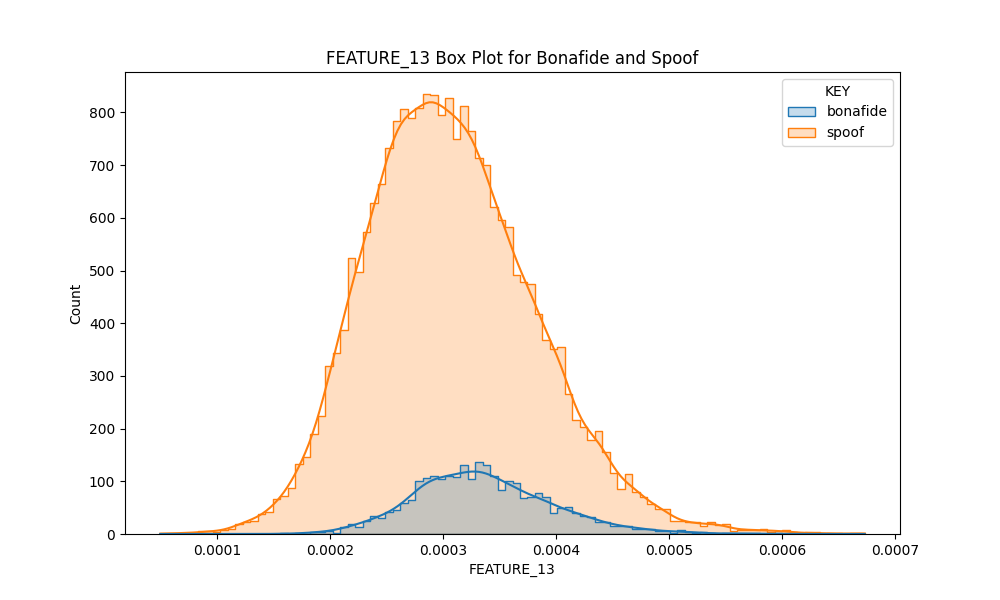 FEATURE_13 Box Plot for Bonafide and Spoof
KEY
bonafide
spoof
Count
800
700
600
500
400
300
200
100
0
0.0001
0.0002
0.0003
0.0004
0.0005
0.0006
0.0007
FEATURE_13